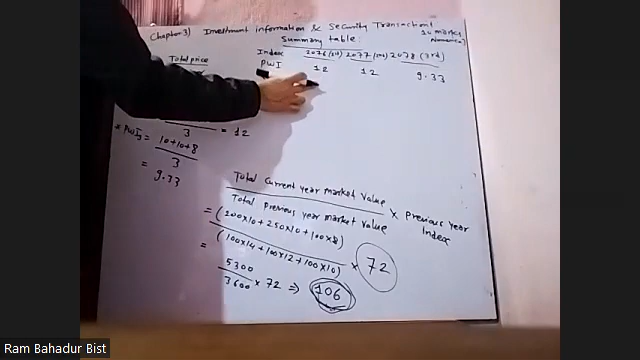 Chapter 3) Investment information & Security Transaction
10 marks
Numerical
Summary table:
Total price
Index 2076(1st) 2077(2nd) 2078(3rd)
PWI 12 12 9.33
3 = 12
* PWI3 = 10+10+8
3
= 9.33
Total Current year market value
Total previous year market value × previous year Index
= (200×10+250×10+100×8)
(100×14+100×12+100×10) × 72
= 5300
3600 × 72 ⇒ 106
Ram Bahadur Bist